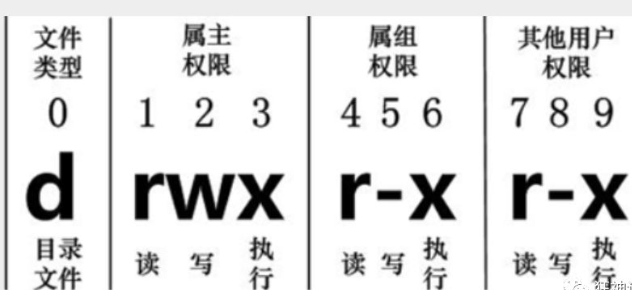 文件 属主 属组 其他用户
类型 权限 权限 权限
0 1 2 3 4 5 6 7 8 9
d rwx r-x r-x
目录 执 执 执
文件 读 写 行 读 写 行 读 写 行